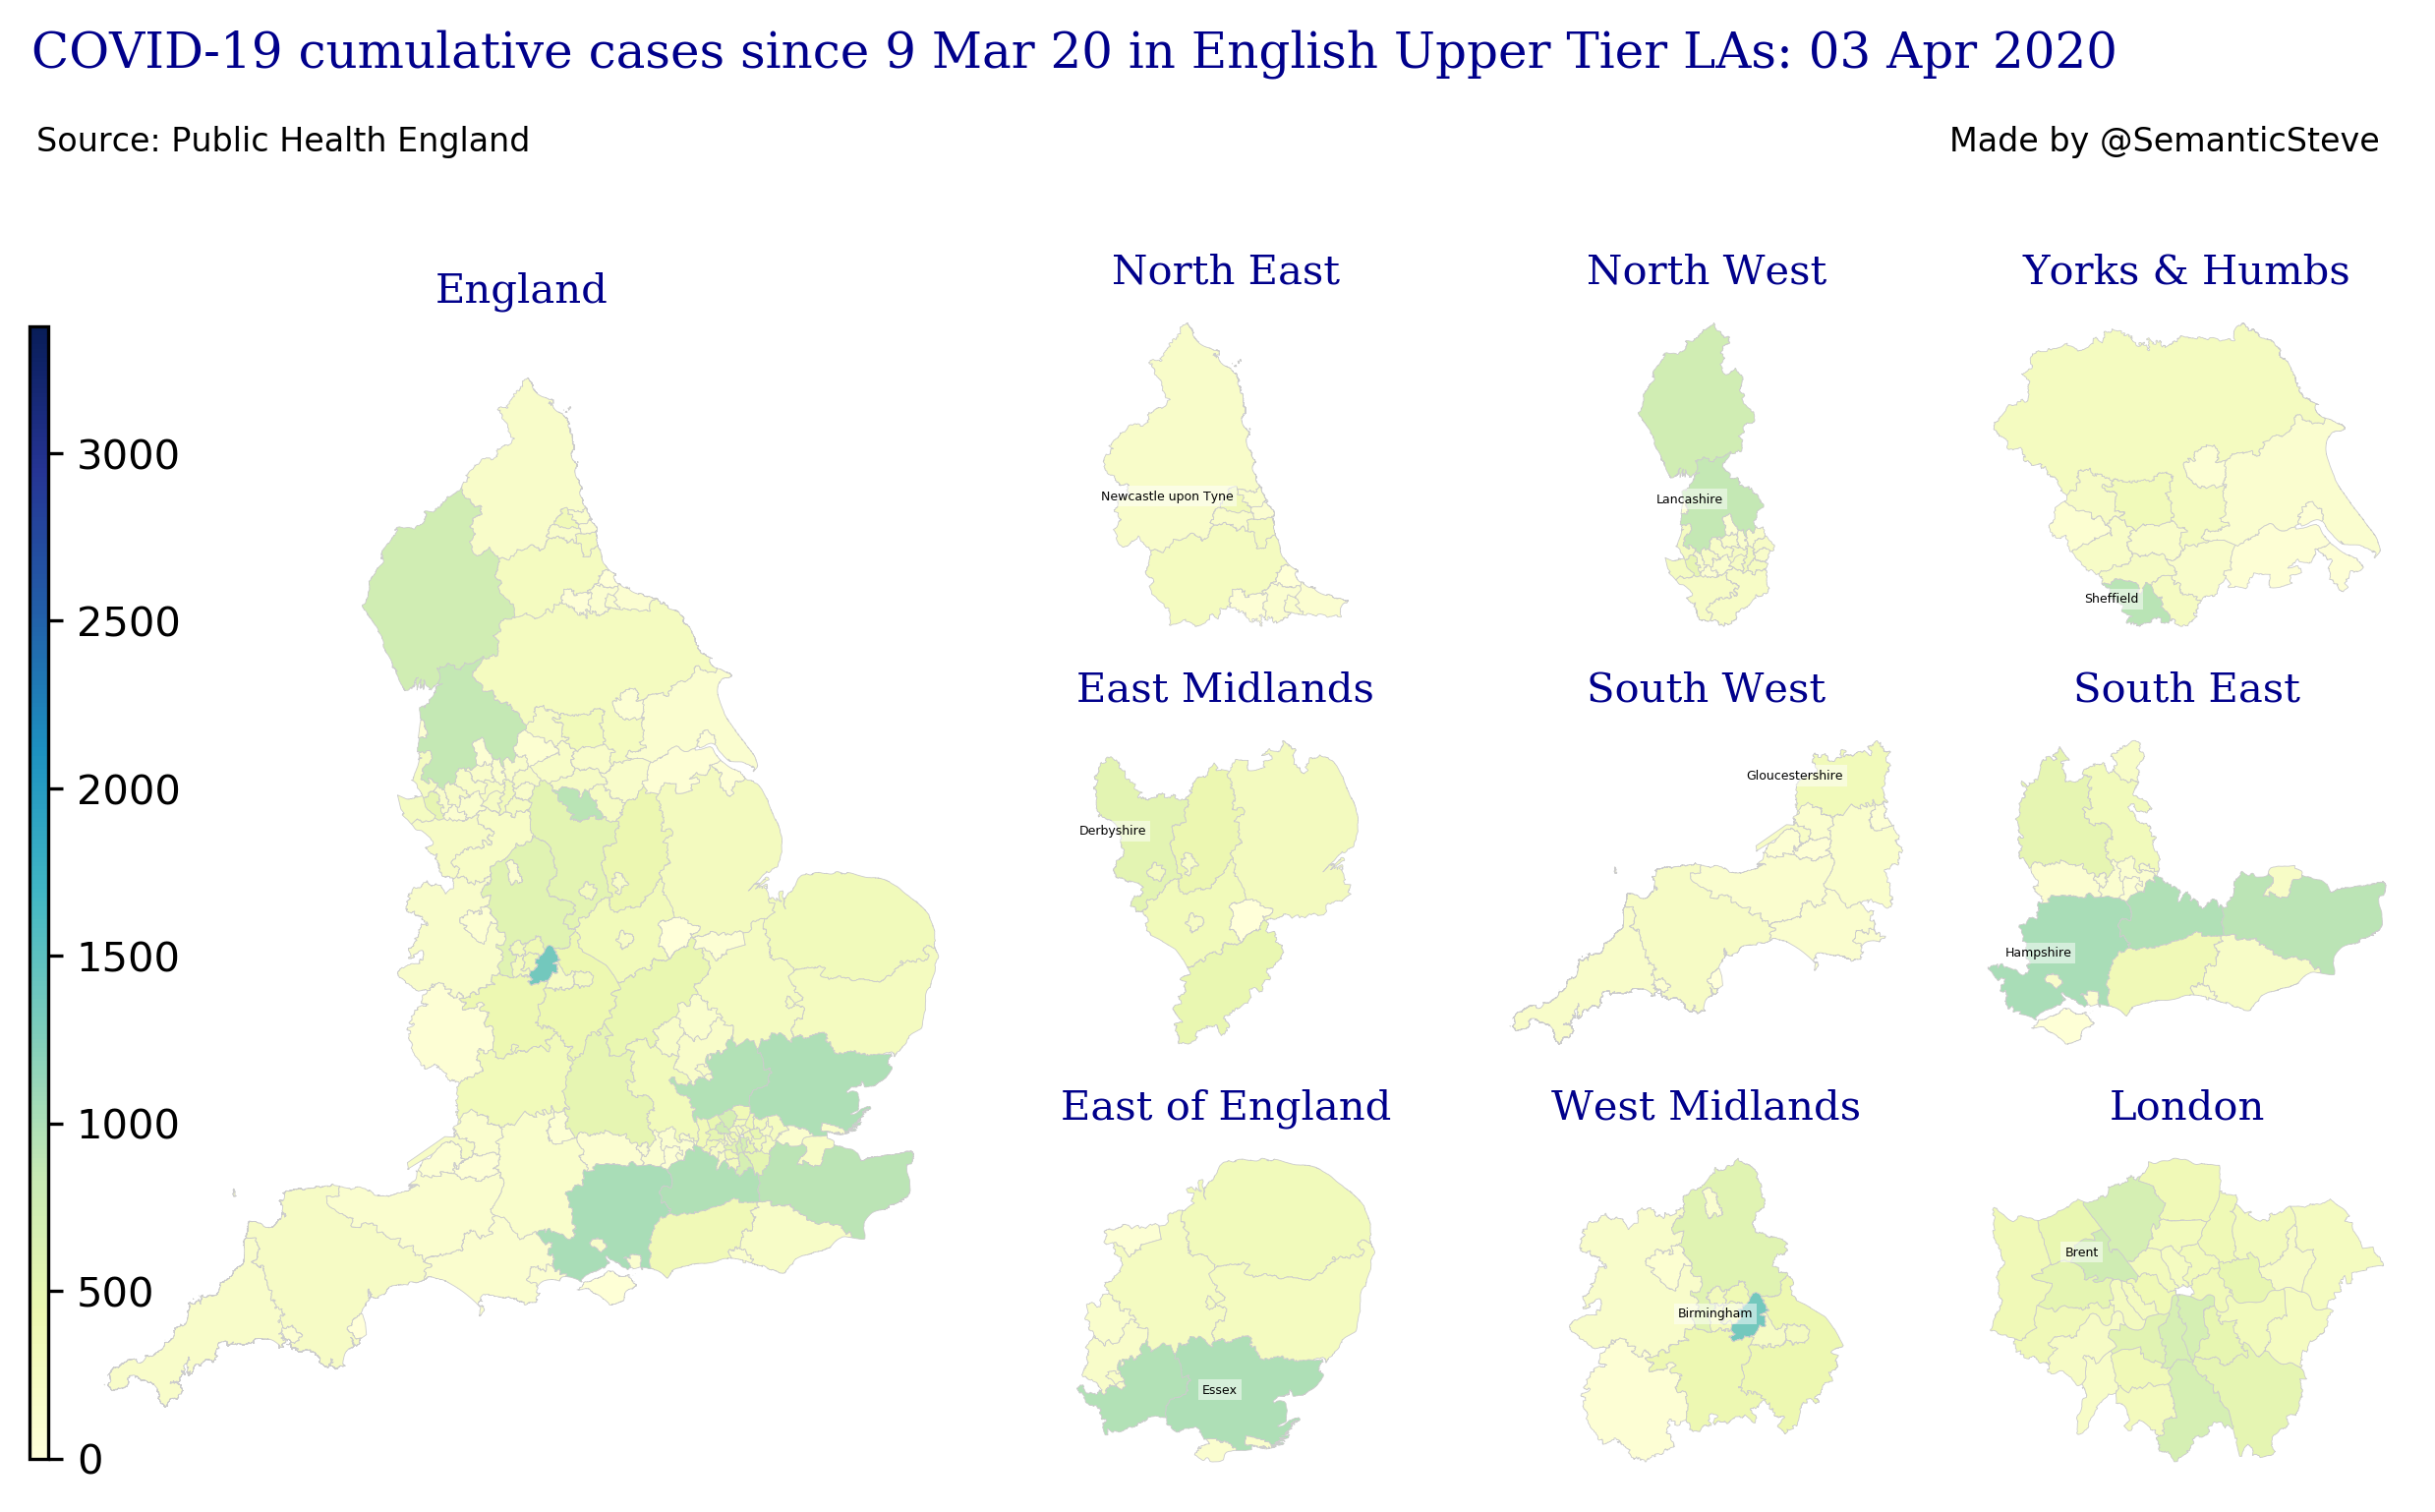 COVID-19 cumulative cases since 9 Mar 20 in English Upper Tier LAs: 03 Apr 2020
Source: Public Health England
Made by @SemanticSteve
England
3000
2500
2000
1500
1000
500
0
North East
Newcastle upon Tyne
North West
Lancashire
Yorks & Humbs
Sheffield
East Midlands
Derbyshire
South West
Gloucestershire
South East
Hampshire
East of England
Essex
West Midlands
Birmingham
London
Brent